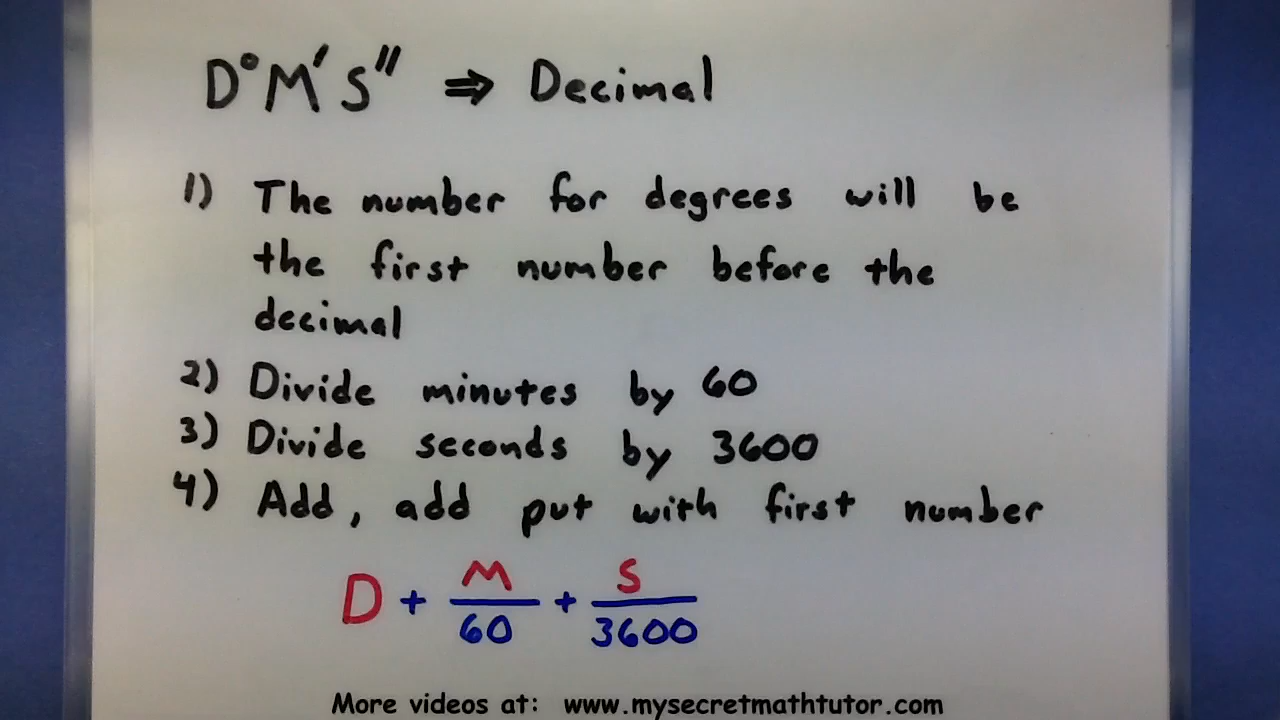 D°M'S" ⇒ Decimal
1) The number for degrees will be
the first number before the
decimal
2) Divide minutes by 60
3) Divide seconds by 3600
4) Add, add put with first number
D + M/60 + S/3600
More videos at: www.mysecretmathtutor.com